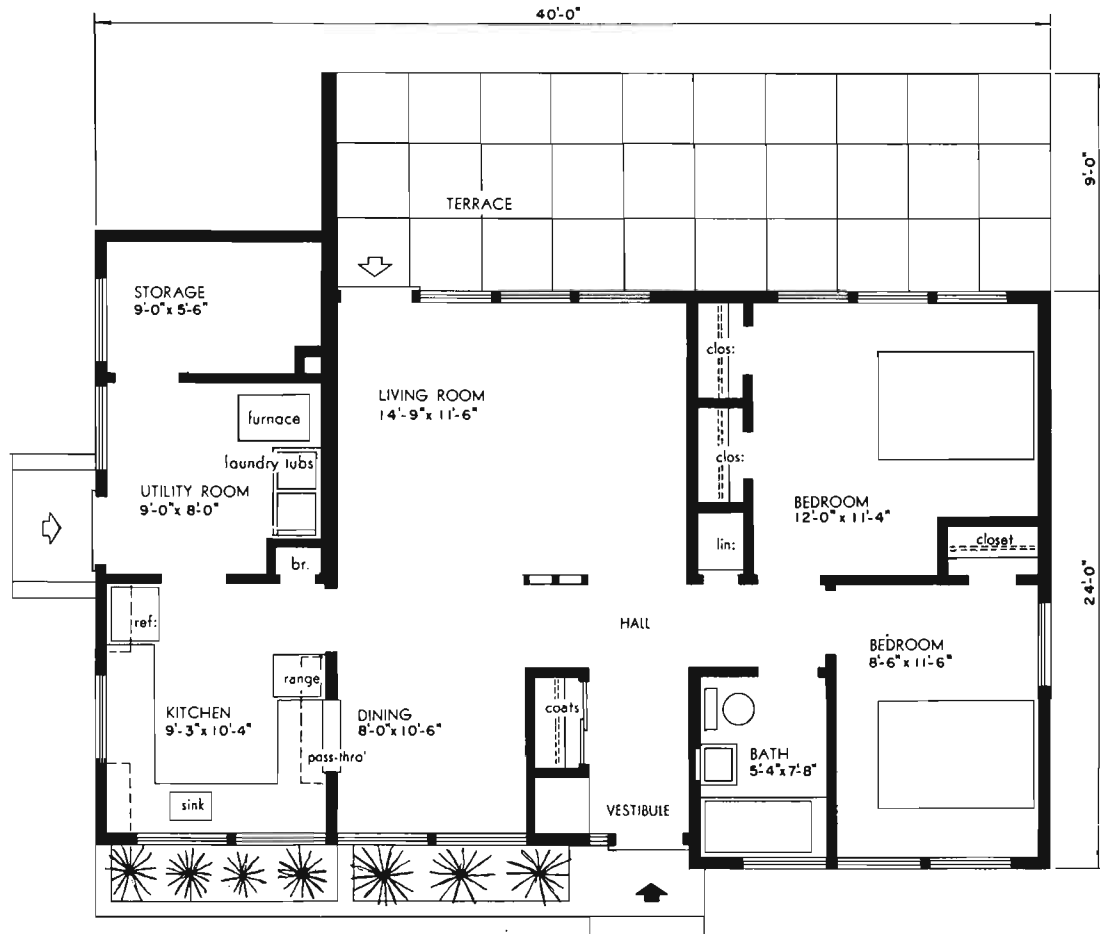 40'-0"
9'-0"
TERRACE
STORAGE
9'-0" x 5'-6"
clos:
LIVING ROOM
14'-9" x 11'-6"
furnace
laundry tubs
clos:
UTILITY ROOM
9'-0" x 8'-0"
BEDROOM
12'-0" x 11'-4"
lin:
closet
br.
24'-0"
ref:
HALL
BEDROOM
8'-6" x 11'-6"
range
coats
KITCHEN
9'-3" x 10'-4"
DINING
8'-0" x 10'-6"
pass-thro'
BATH
5'-4" x 7'-8"
sink
VESTIBULE